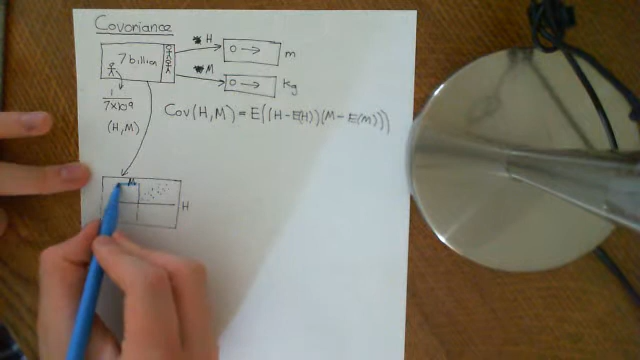 Covariance
H
7 billion
0 →
m
M
0 →
kg
1
7×10⁹
(H,M)
Cov(H,M) = E((H − E(H))(M − E(M)))
M
H